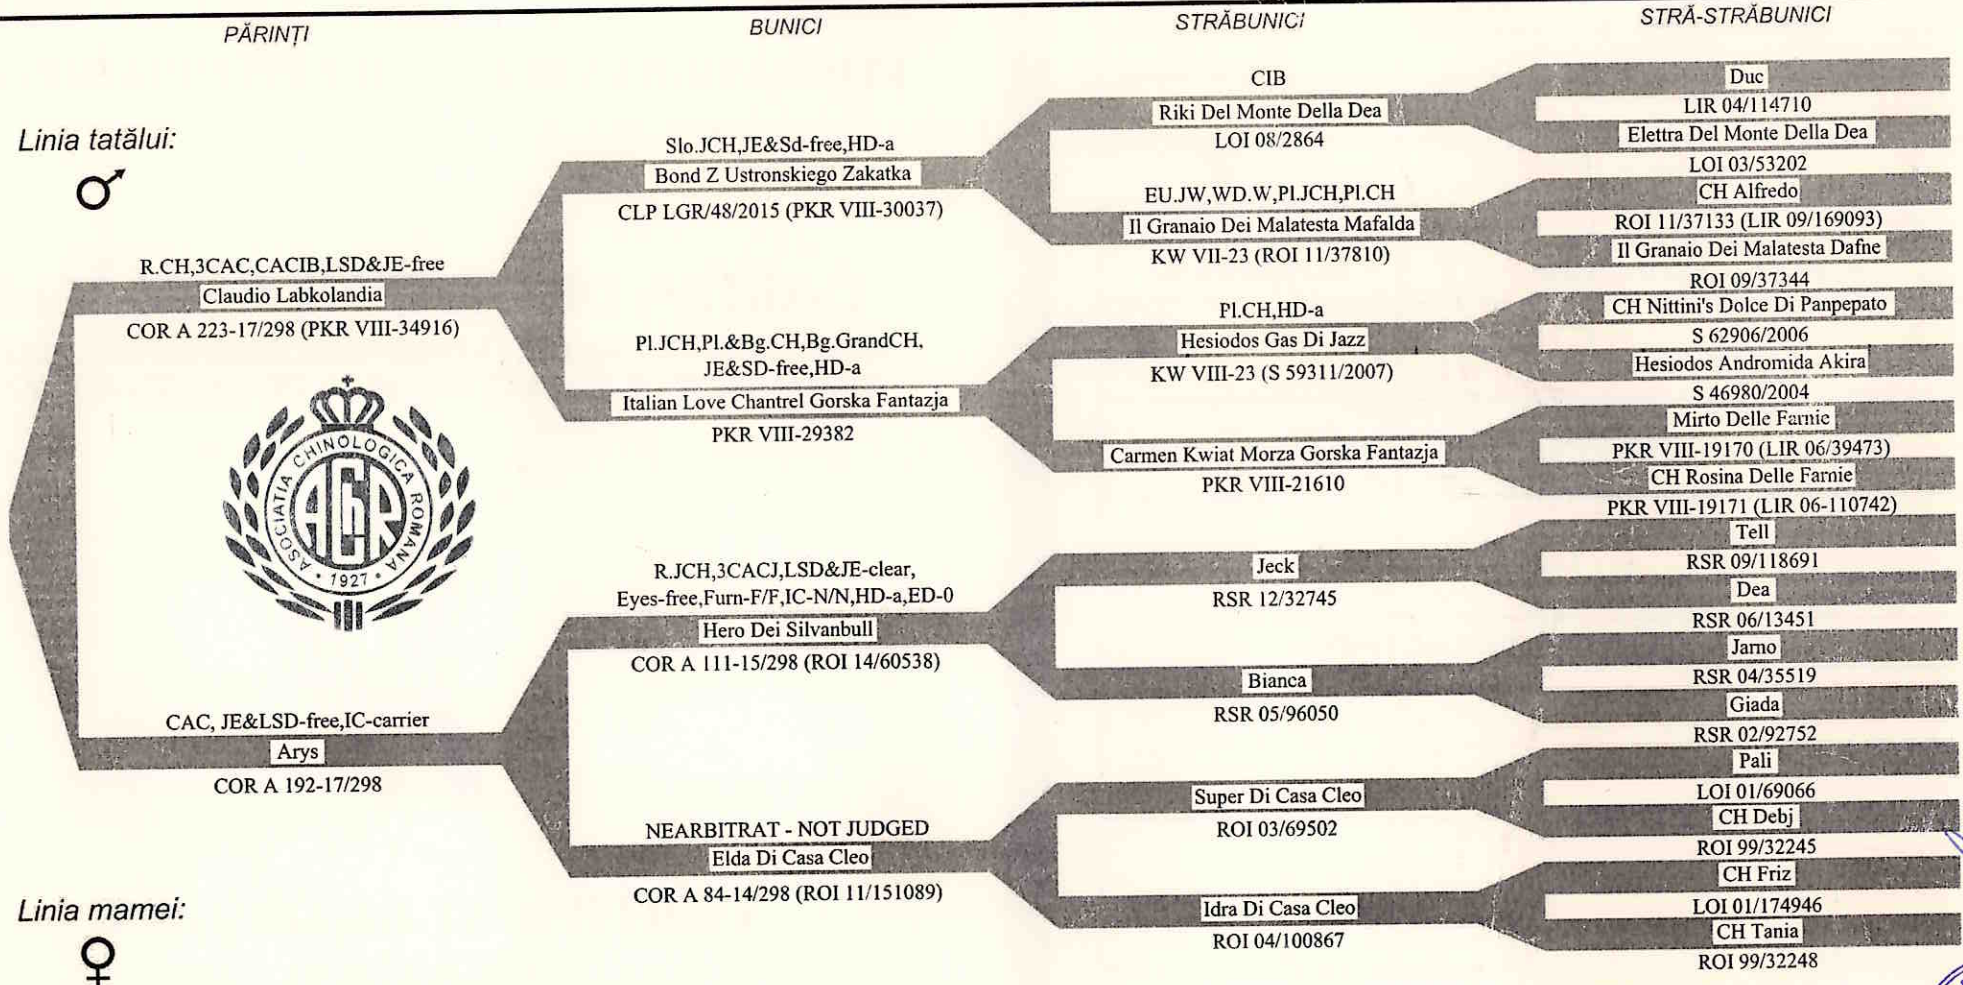 PĂRINȚI
BUNICI
STRĂBUNICI
STRĂ-STRĂBUNICI
Linia tatălui:
R.CH,3CAC,CACIB,LSD&JE-free
Claudio Labkolandia
COR A 223-17/298 (PKR VIII-34916)
ASOCIATIA CHINOLOGICA ROMANA
AChR
• 1927 •
CAC, JE&LSD-free,IC-carrier
Arys
COR A 192-17/298
Linia mamei:
Slo.JCH,JE&Sd-free,HD-a
Bond Z Ustronskiego Zakatka
CLP LGR/48/2015 (PKR VIII-30037)
Pl.JCH,Pl.&Bg.CH,Bg.GrandCH,
JE&SD-free,HD-a
Italian Love Chantrel Gorska Fantazja
PKR VIII-29382
R.JCH,3CACJ,LSD&JE-clear,
Eyes-free,Furn-F/F,IC-N/N,HD-a,ED-0
Hero Dei Silvanbull
COR A 111-15/298 (ROI 14/60538)
NEARBITRAT - NOT JUDGED
Elda Di Casa Cleo
COR A 84-14/298 (ROI 11/151089)
CIB
Riki Del Monte Della Dea
LOI 08/2864
EU.JW,WD.W,Pl.JCH,Pl.CH
Il Granaio Dei Malatesta Mafalda
KW VII-23 (ROI 11/37810)
Pl.CH,HD-a
Hesiodos Gas Di Jazz
KW VIII-23 (S 59311/2007)
Carmen Kwiat Morza Gorska Fantazja
PKR VIII-21610
Jeck
RSR 12/32745
Bianca
RSR 05/96050
Super Di Casa Cleo
ROI 03/69502
Idra Di Casa Cleo
ROI 04/100867
Duc
LIR 04/114710
Elettra Del Monte Della Dea
LOI 03/53202
CH Alfredo
ROI 11/37133 (LIR 09/169093)
Il Granaio Dei Malatesta Dafne
ROI 09/37344
CH Nittini's Dolce Di Panpepato
S 62906/2006
Hesiodos Andromida Akira
S 46980/2004
Mirto Delle Farnie
PKR VIII-19170 (LIR 06/39473)
CH Rosina Delle Farnie
PKR VIII-19171 (LIR 06-110742)
Tell
RSR 09/118691
Dea
RSR 06/13451
Jarno
RSR 04/35519
Giada
RSR 02/92752
Pali
LOI 01/69066
CH Debj
ROI 99/32245
CH Friz
LOI 01/174946
CH Tania
ROI 99/32248